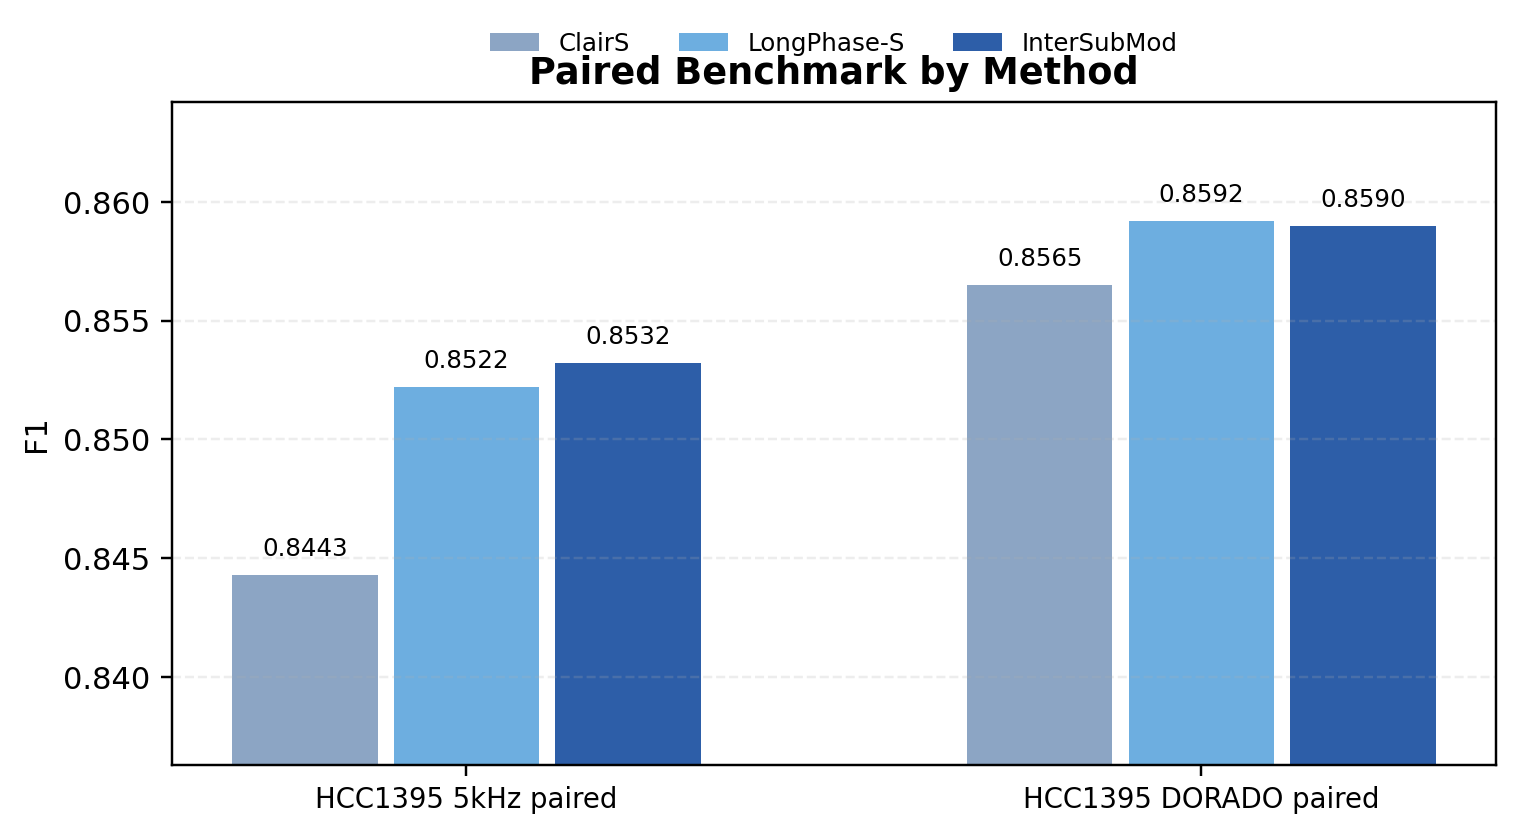 ClairS LongPhase-S InterSubMod
Paired Benchmark by Method
F1
0.860
0.855
0.850
0.845
0.840
0.8443
0.8522
0.8532
0.8565
0.8592
0.8590
HCC1395 5kHz paired
HCC1395 DORADO paired